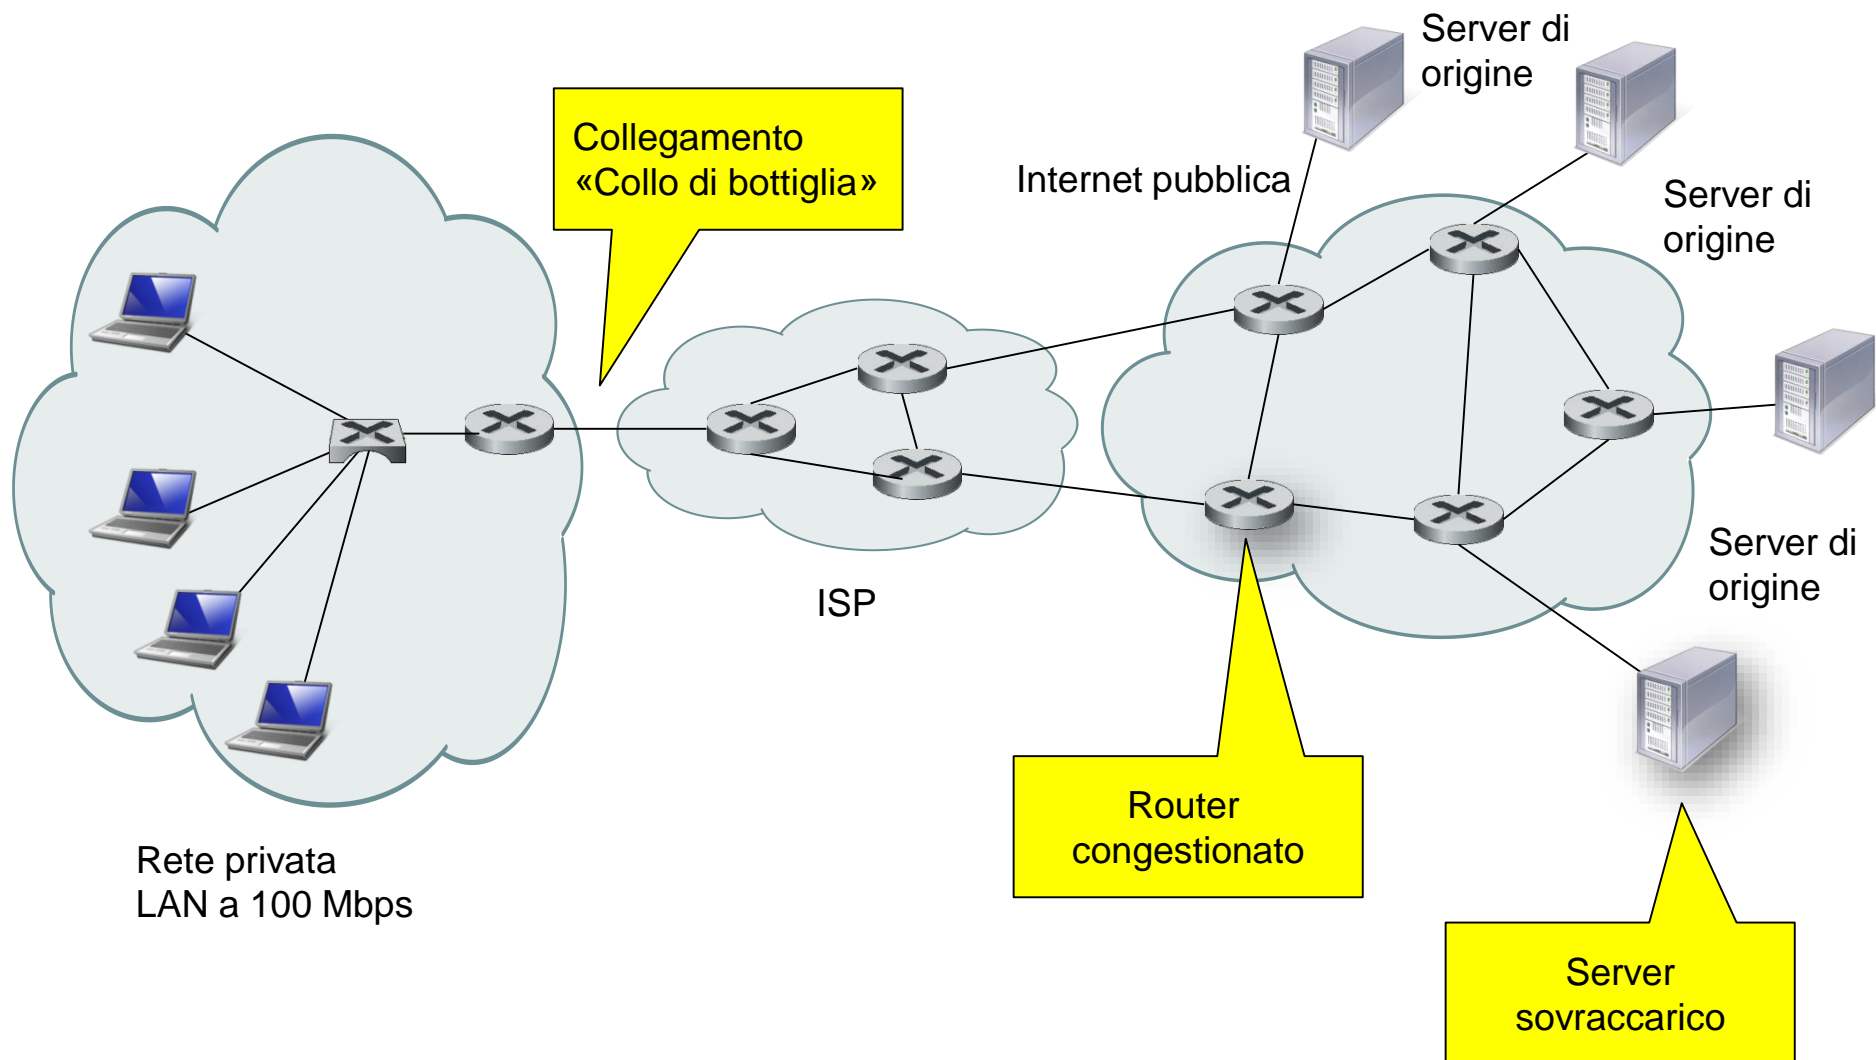 Server di
origine
Collegamento
«Collo di bottiglia»
Internet pubblica
Server di
origine
Server di
origine
ISP
Router
congestionato
Rete privata
LAN a 100 Mbps
Server
sovraccarico